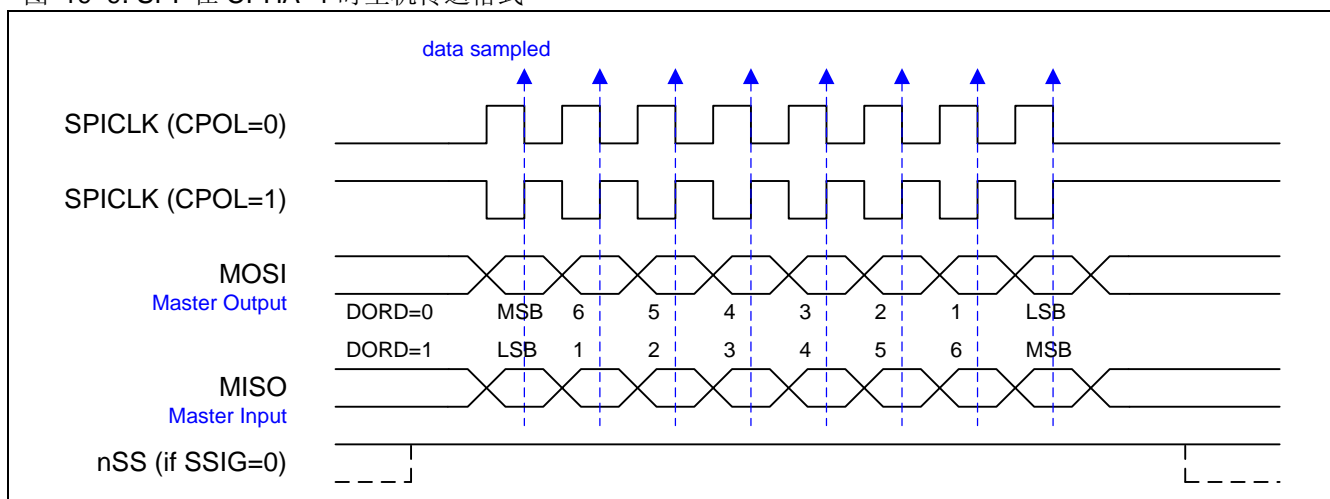 data sampled
SPICLK (CPOL=0)
SPICLK (CPOL=1)
MOSI
Master Output
DORD=0 MSB 6 5 4 3 2 1 LSB
DORD=1 LSB 1 2 3 4 5 6 MSB
MISO
Master Input
nSS (if SSIG=0)